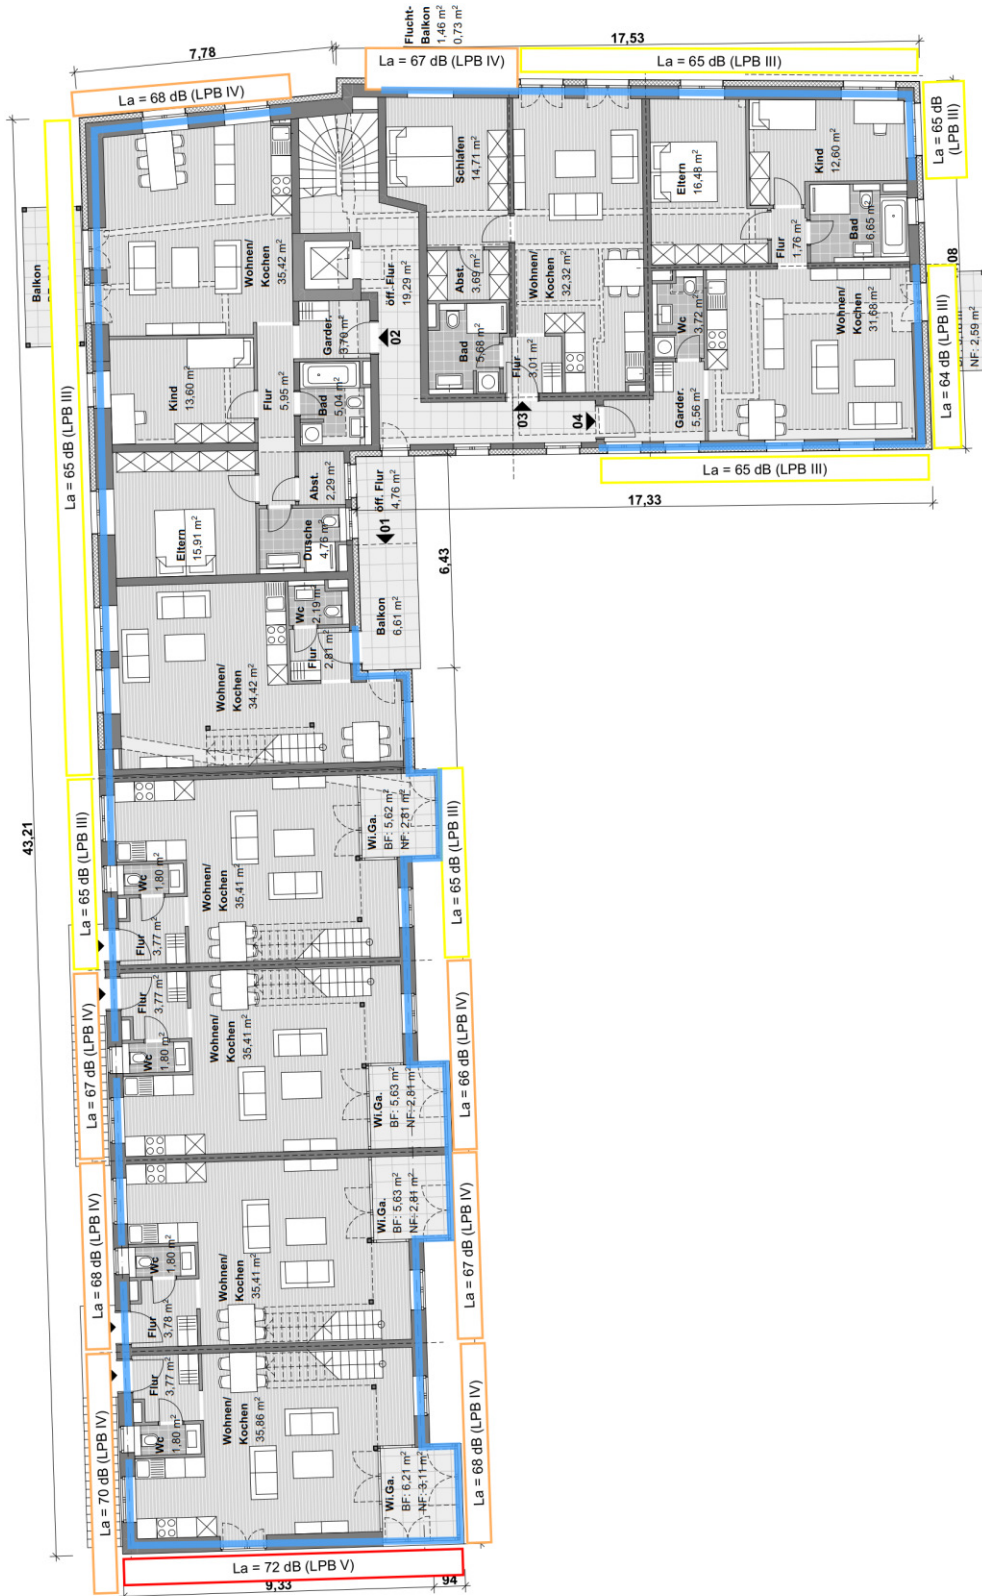 Flucht-
Balkon
1,46 m²
0,73 m²
7,78
17,53
La = 67 dB (LPB IV)
La = 65 dB (LPB III)
La = 68 dB (LPB IV)
La = 65 dB
(LPB III)
Schlafen
14,71 m²
Eltern
16,48 m²
Kind
12,60 m²
Flur
1,76 m²
Bad
6,65 m²
Balkon
Wohnen/
Kochen
35,42 m²
öff. Flur
19,29 m²
Abst.
3,69 m²
Wohnen/
Kochen
32,32 m²
Wc
3,72 m²
Wohnen/
Kochen
31,68 m²
,08
NF: 2,59 m²
La = 64 dB (LPB III)
Garder.
3,70 m²
02
Bad
5,68 m²
Flur
3,01 m²
03
04
Garder.
5,56 m²
Kind
13,60 m²
Flur
5,95 m²
Bad
5,04 m²
La = 65 dB (LPB III)
La = 65 dB (LPB III)
17,33
Eltern
15,91 m²
Abst.
2,29 m²
Dusche
4,76 m²
öff. Flur
4,76 m²
01
6,43
Wc
2,19 m²
Flur
2,81 m²
Balkon
6,61 m²
Wohnen/
Kochen
34,42 m²
43,21
La = 65 dB (LPB III)
Wc
1,80 m²
Flur
3,77 m²
Wohnen/
Kochen
35,41 m²
Wi.Ga.
BF: 5,62 m²
NF: 2,81 m²
La = 65 dB (LPB III)
La = 67 dB (LPB IV)
Flur
3,77 m²
Wc
1,80 m²
Wohnen/
Kochen
35,41 m²
Wi.Ga.
BF: 5,63 m²
NF: 2,81 m²
La = 66 dB (LPB IV)
La = 68 dB (LPB IV)
Wc
1,80 m²
Flur
3,78 m²
Wohnen/
Kochen
35,41 m²
Wi.Ga.
BF: 5,63 m²
NF: 2,81 m²
La = 67 dB (LPB IV)
La = 70 dB (LPB IV)
Flur
3,77 m²
Wc
1,80 m²
Wohnen/
Kochen
35,86 m²
Wi.Ga.
BF: 6,21 m²
NF: 3,11 m²
La = 68 dB (LPB IV)
La = 72 dB (LPB V)
9,33
94